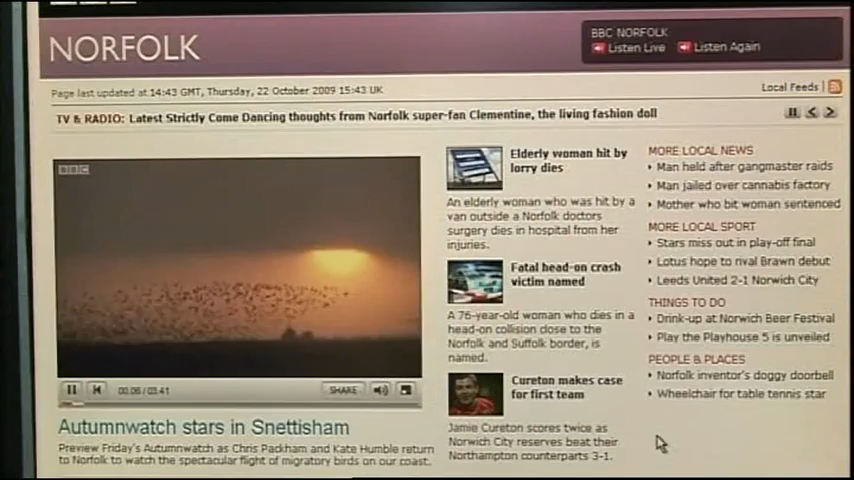 NORFOLK
BBC NORFOLK
Listen Live Listen Again
Page last updated at 14:43 GMT, Thursday, 22 October 2009 15:43 UK
Local Feeds
TV & RADIO: Latest Strictly Come Dancing thoughts from Norfolk super-fan Clementine, the living fashion doll
BBC
00.06 / 03.41
SHARE
Autumnwatch stars in Snettisham
Preview Friday's Autumnwatch as Chris Packham and Kate Humble return
to Norfolk to watch the spectacular flight of migratory birds on our coast.
Elderly woman hit by
lorry dies
An elderly woman who was hit by a
van outside a Norfolk doctors
surgery dies in hospital from her
injuries.
Fatal head-on crash
victim named
A 76-year-old woman who died in a
head-on collision close to the
Norfolk and Suffolk border, is
named.
Cureton makes case
for first team
Jamie Cureton scores twice as
Norwich City reserves beat their
Northampton counterparts 3-1.
MORE LOCAL NEWS
Man held after gangmaster raids
Man jailed over cannabis factory
Mother who bit woman sentenced
MORE LOCAL SPORT
Stars miss out in play-off final
Lotus hope to rival Brawn debut
Leeds United 2-1 Norwich City
THINGS TO DO
Drink-up at Norwich Beer Festival
Play the Playhouse 5 is unveiled
PEOPLE & PLACES
Norfolk inventor's doggy doorbell
Wheelchair for table tennis star